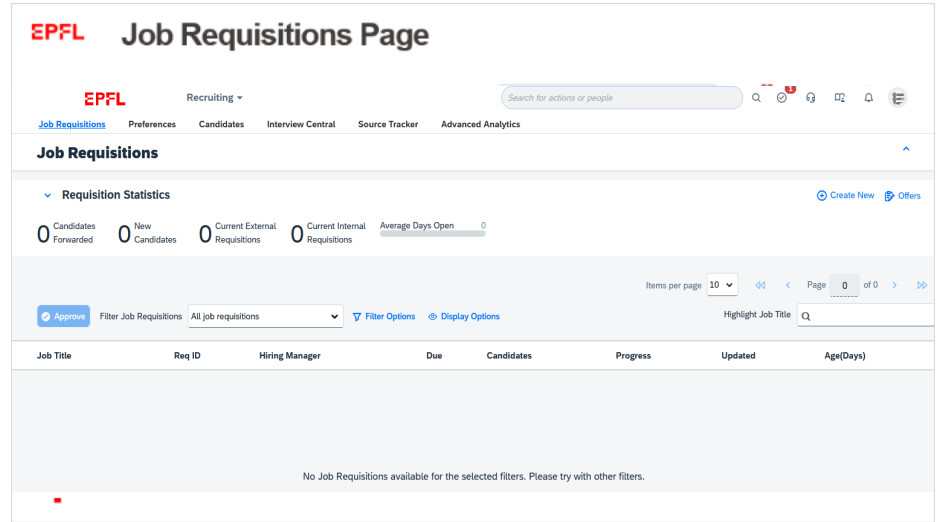 EPFL Job Requisitions Page
EPFL Recruiting Search for actions or people 1
Job Requisitions Preferences Candidates Interview Central Source Tracker Advanced Analytics
Job Requisitions
Requisition Statistics Create New Offers
0 Candidates Forwarded 0 New Candidates 0 Current External Requisitions 0 Current Internal Requisitions Average Days Open 0
Items per page 10 Page 0 of 0
Approve Filter Job Requisitions All job requisitions Filter Options Display Options Highlight Job Title
Job Title Req ID Hiring Manager Due Candidates Progress Updated Age(Days)
No Job Requisitions available for the selected filters. Please try with other filters.